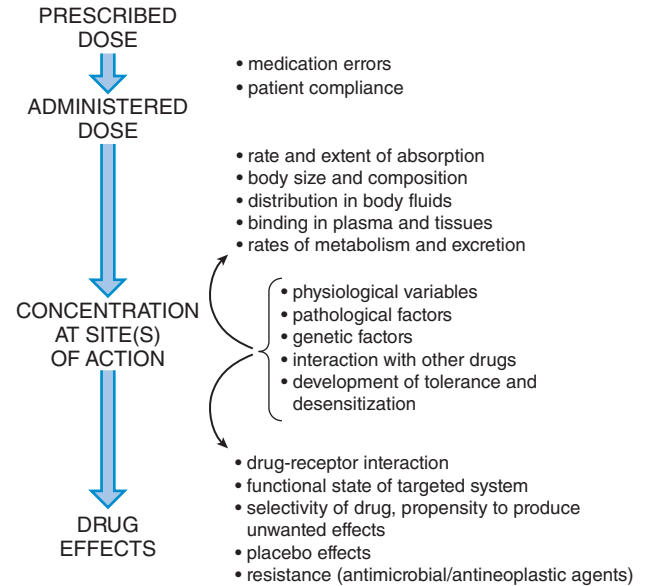 PRESCRIBED
DOSE
• medication errors
• patient compliance
ADMINISTERED
DOSE
• rate and extent of absorption
• body size and composition
• distribution in body fluids
• binding in plasma and tissues
• rates of metabolism and excretion
• physiological variables
• pathological factors
• genetic factors
• interaction with other drugs
• development of tolerance and
desensitization
CONCENTRATION
AT SITE(S)
OF ACTION
• drug-receptor interaction
• functional state of targeted system
• selectivity of drug, propensity to produce
unwanted effects
• placebo effects
• resistance (antimicrobial/antineoplastic agents)
DRUG
EFFECTS